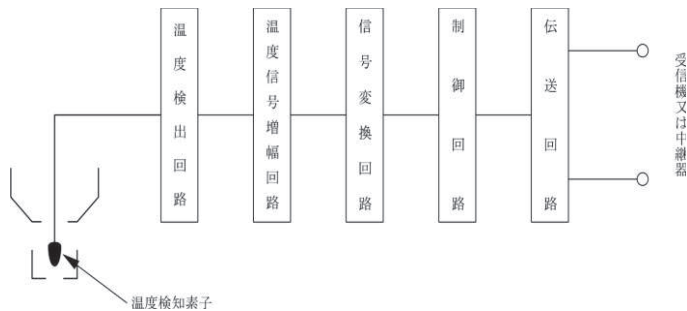 温度検出回路
温度信号増幅回路
信号変換回路
制御回路
伝送回路
受信機又は中継器
温度検知素子